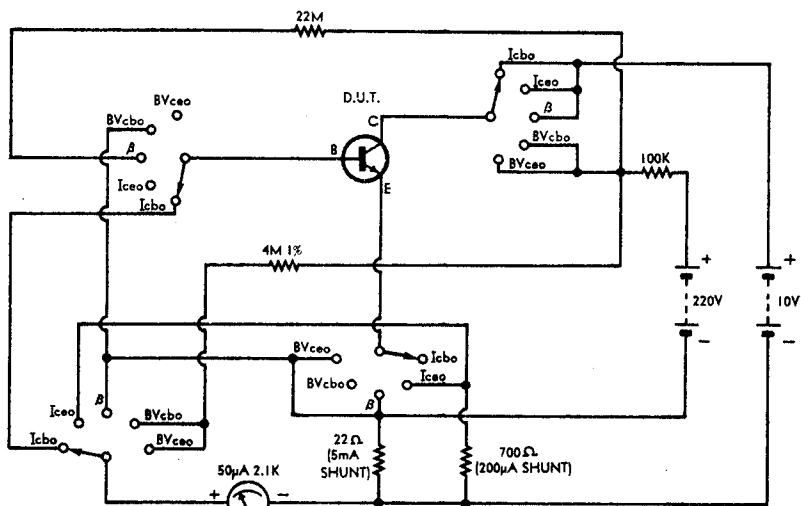 22M
Icbo
BVceo
D.U.T.
Iceo
BVcbo
C
β
β
B
BVcbo
100K
Iceo
BVceo
Icbo
E
4M 1%
+
+
220V
10V
BVceo
Icbo
-
-
Iceo
BVcbo
Iceo
β
BVcbo
β
Icbo
BVceo
22Ω
(5mA
SHUNT)
700Ω
(200μA SHUNT)
50μA 2.1K
+
-